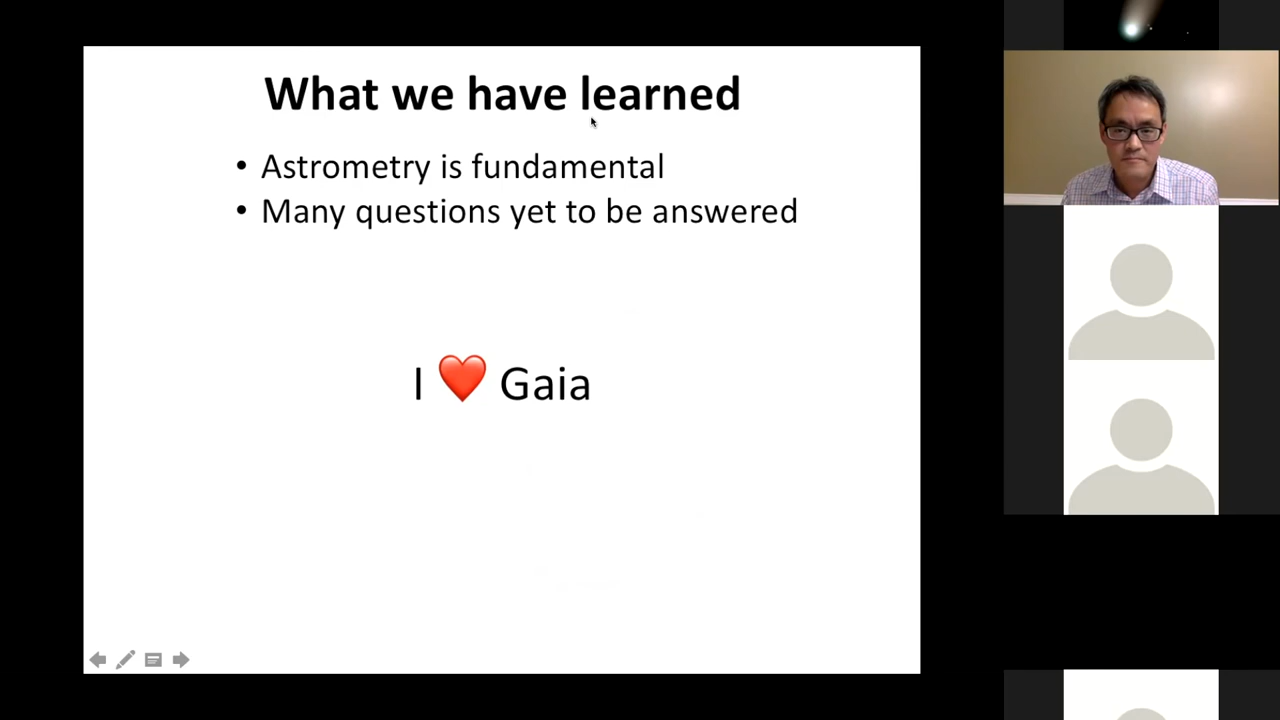 What we have learned
• Astrometry is fundamental
• Many questions yet to be answered
I ❤️ Gaia